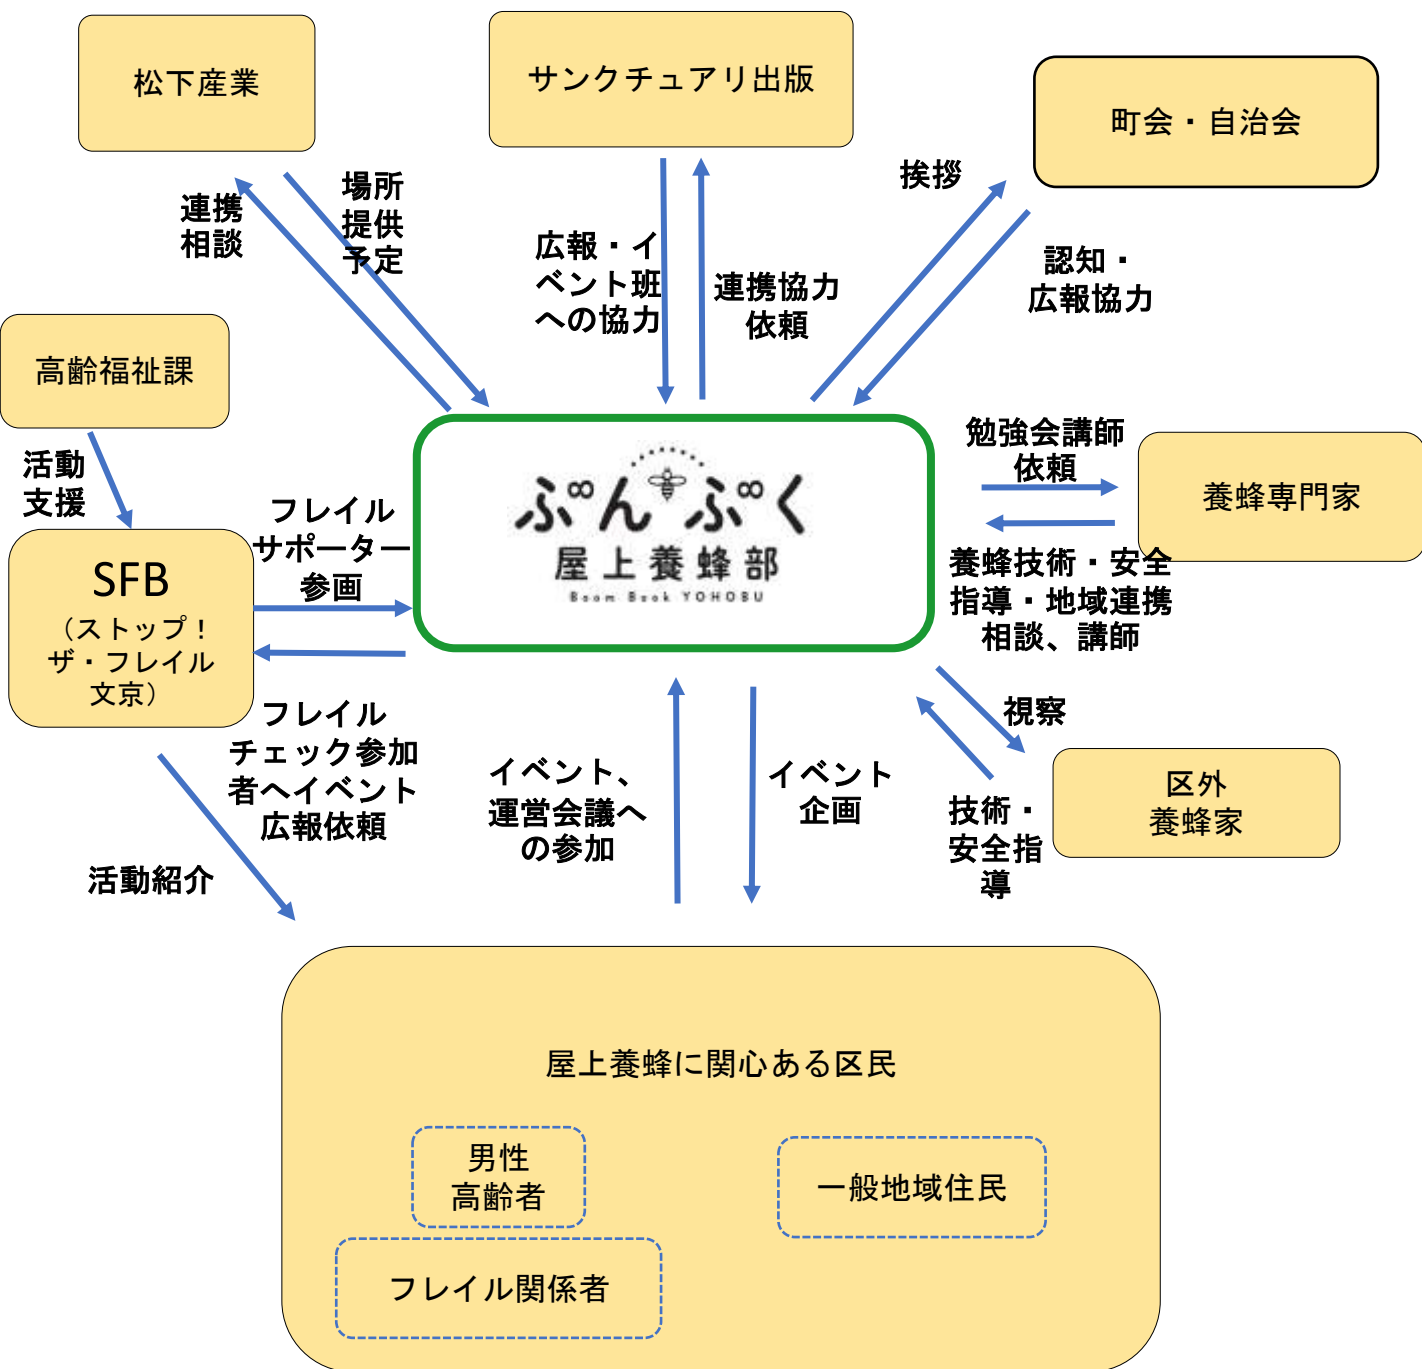 松下産業
サンクチュアリ出版
町会・自治会
連携
相談
場所
提供
予定
広報・イ
ベント班
への協力
連携協力
依頼
挨拶
認知・
広報協力
高齢福祉課
活動
支援
SFB
（ストップ！
ザ・フレイル
文京）
フレイル
サポーター
参画
ぶんぶく
屋上養蜂部
Boom Book YOHOBU
勉強会講師
依頼
養蜂専門家
養蜂技術・安全
指導・地域連携
相談、講師
フレイル
チェック参加
者へイベント
広報依頼
活動紹介
イベント、
運営会議へ
の参加
イベント
企画
視察
技術・
安全指
導
区外
養蜂家
屋上養蜂に関心ある区民
男性
高齢者
一般地域住民
フレイル関係者